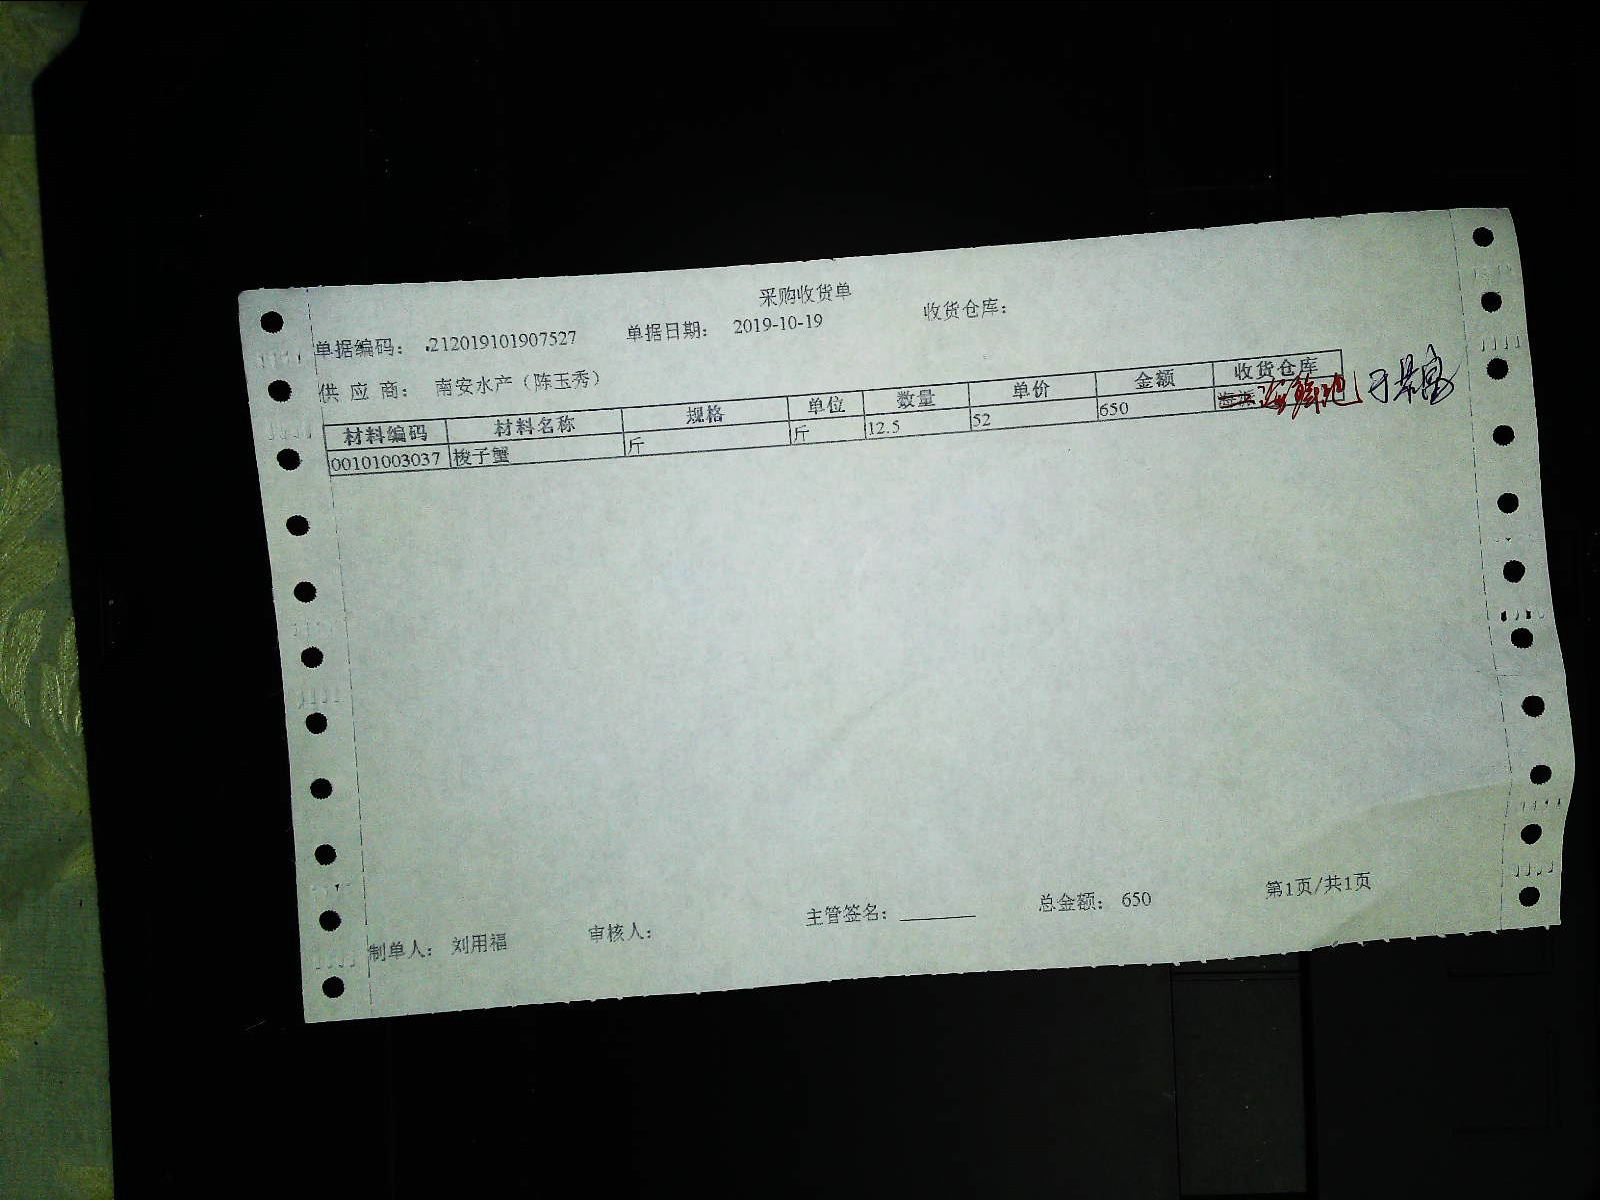 采购收货单
单据编码： .212019101907527 单据日期： 2019-10-19 收货仓库：
供 应 商： 南安水产（陈玉秀）
材料编码 材料名称 规格 单位 数量 单价 金额 收货仓库
00101003037 梭子蟹 斤 斤 12.5 52 650
制单人： 刘用福 审核人： 主管签名： 总金额： 650 第1页/共1页